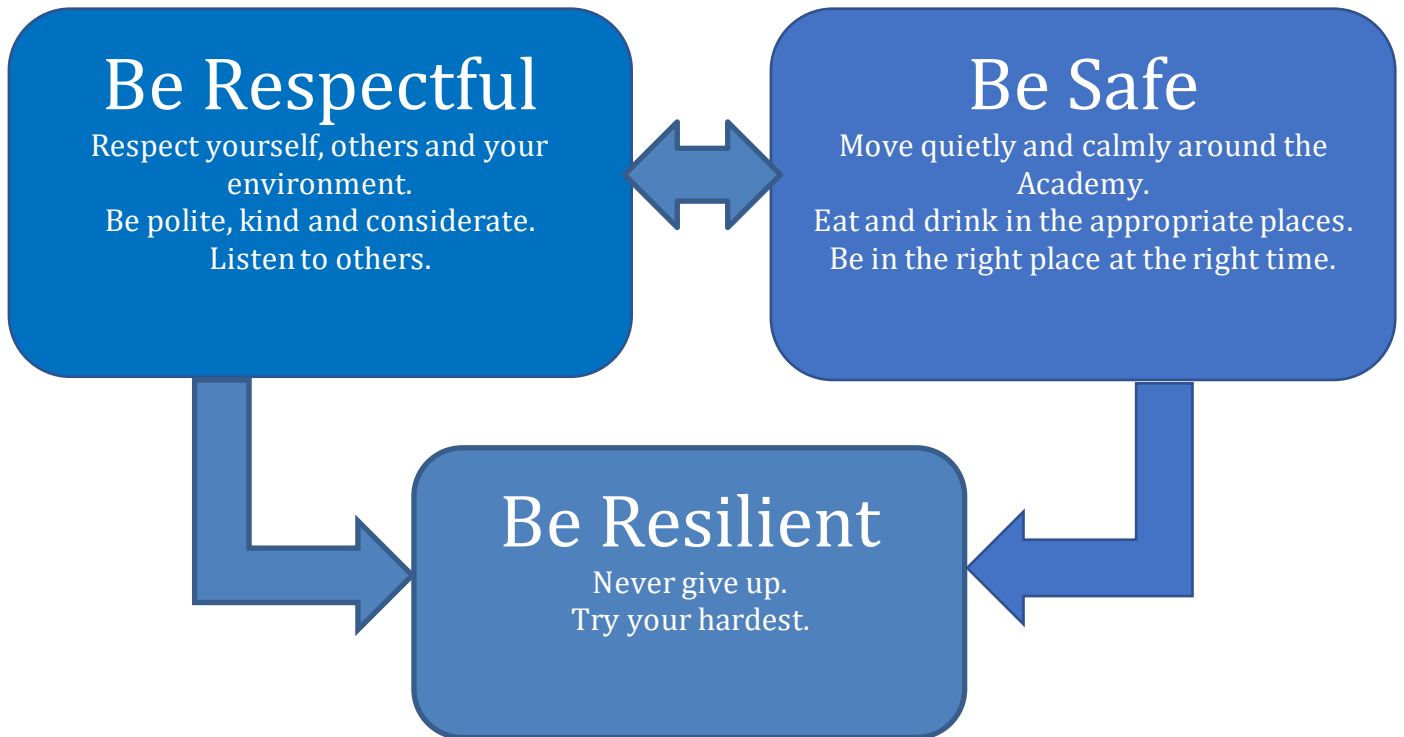 Be Respectful
Respect yourself, others and your
environment.
Be polite, kind and considerate.
Listen to others.
Be Safe
Move quietly and calmly around the
Academy.
Eat and drink in the appropriate places.
Be in the right place at the right time.
Be Resilient
Never give up.
Try your hardest.